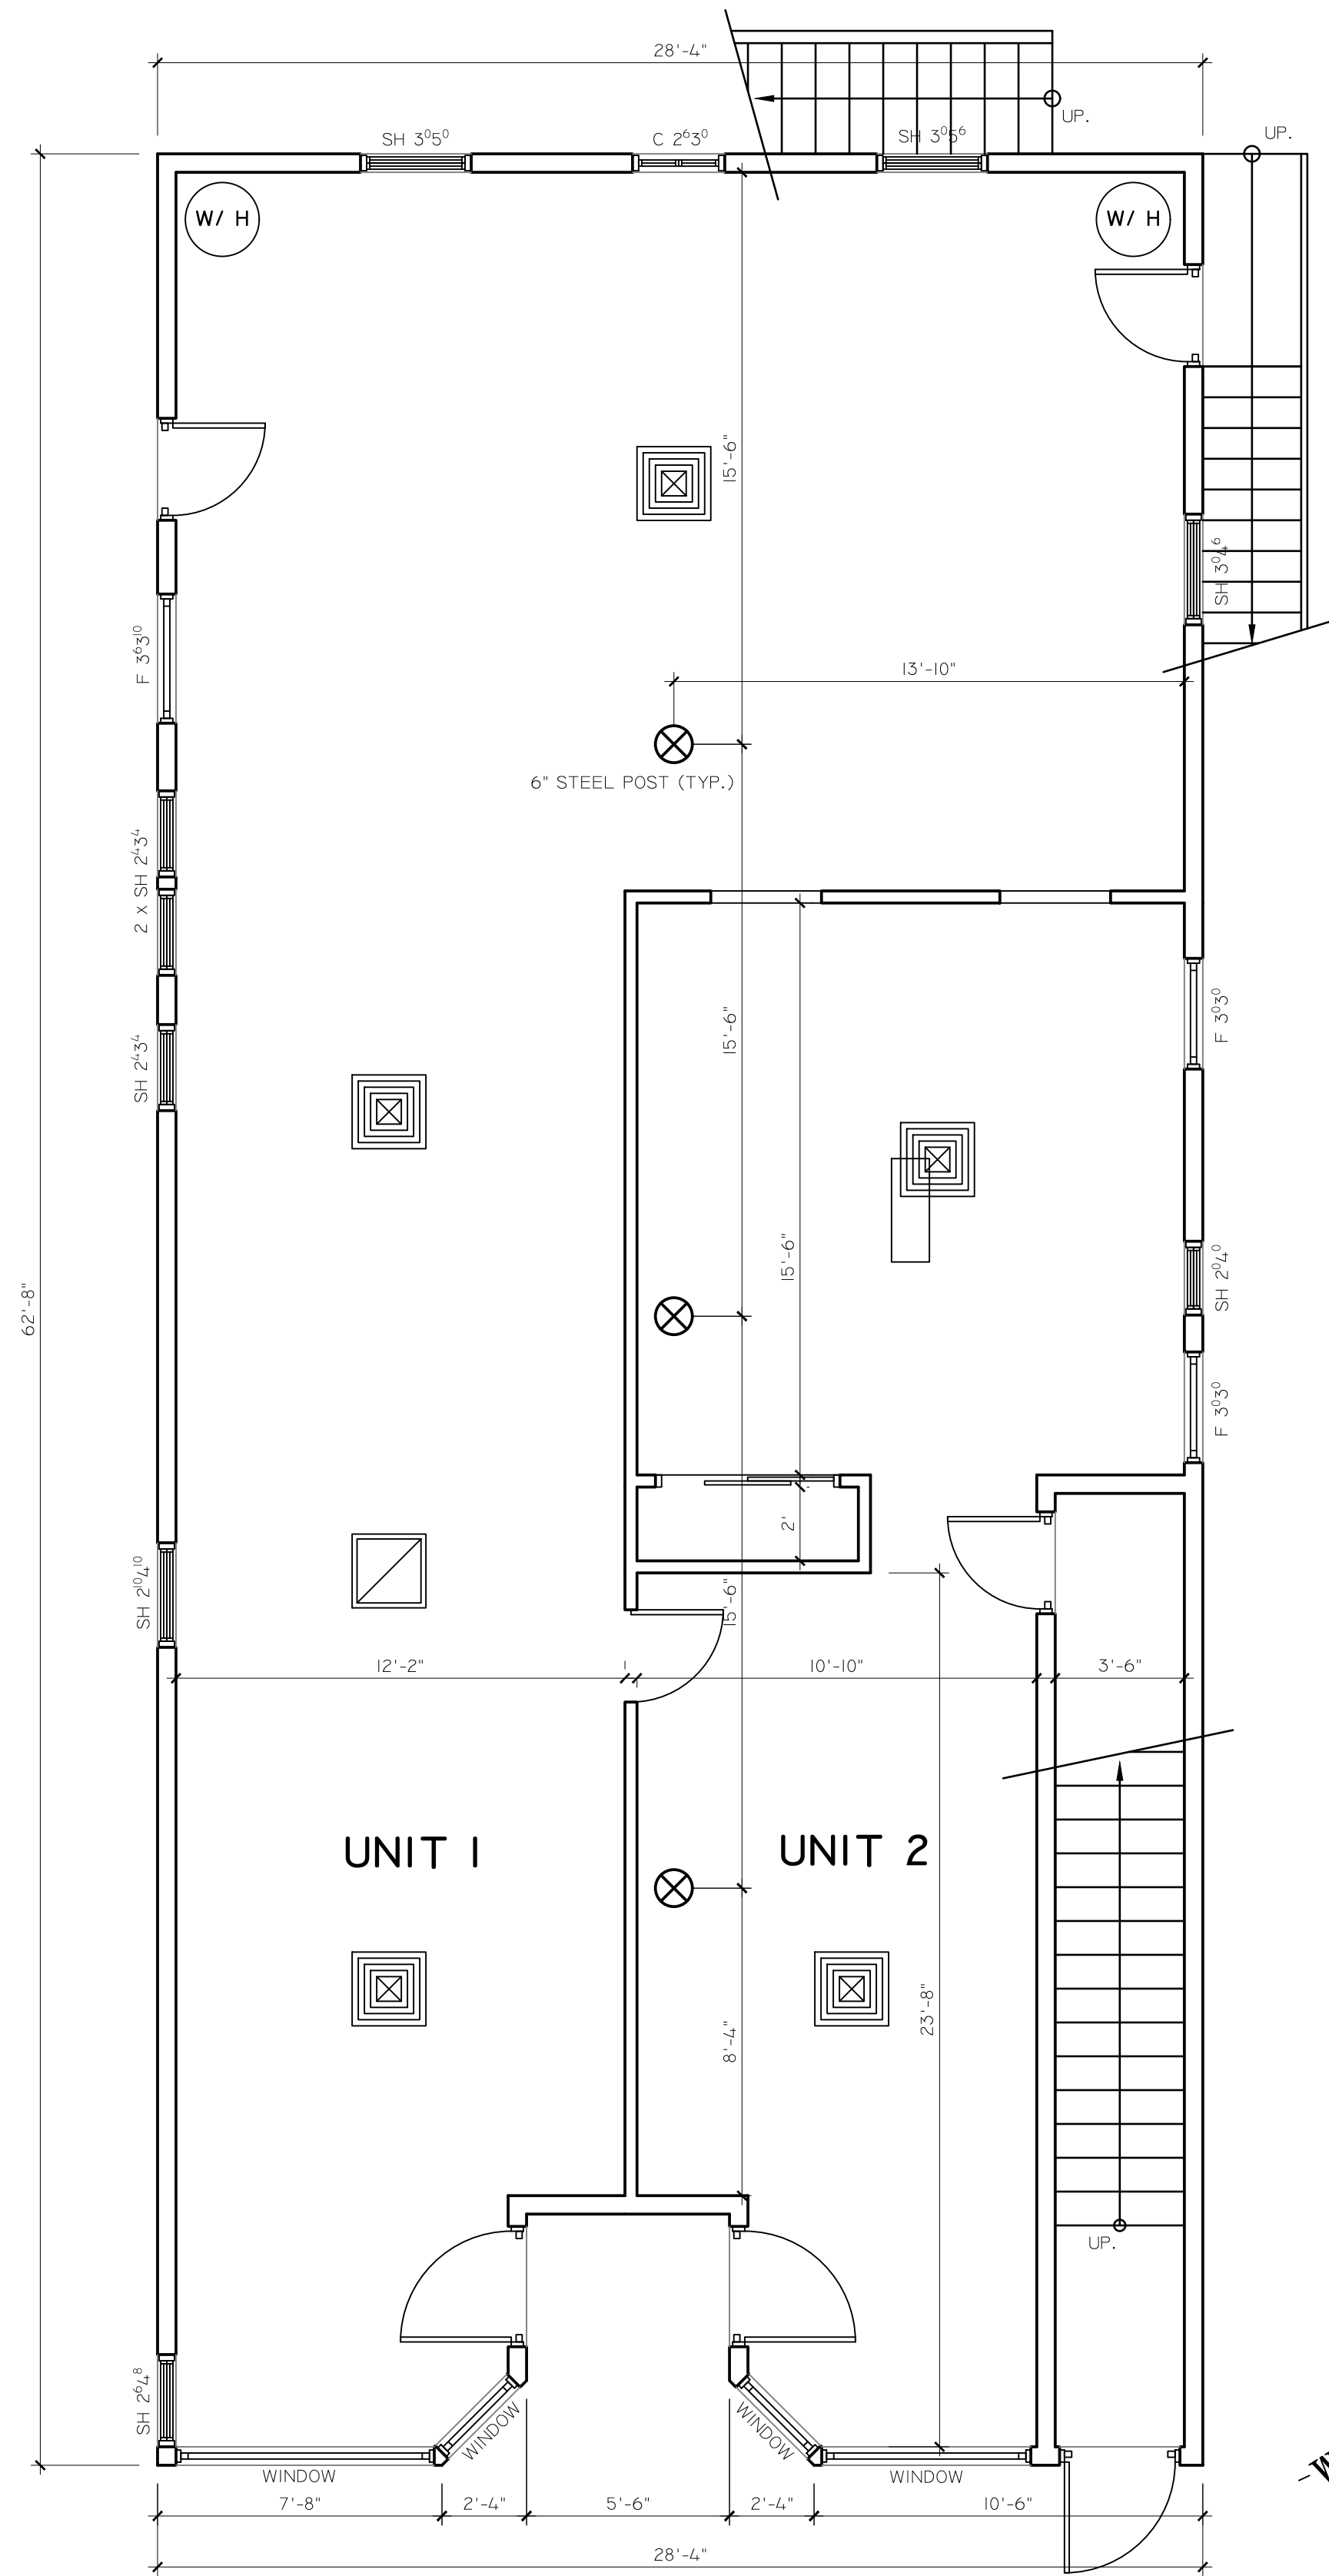 28'-4"
UP.
UP.
SH 3⁰5⁰
C 2⁶3⁰
SH 3⁰5⁶
W/ H
W/ H
15'-6"
SH 3⁰4⁶
F 3⁶3¹⁰
13'-10"
6" STEEL POST (TYP.)
2 x SH 2⁴3⁴
15'-6"
F 3⁰3⁰
SH 2⁴3⁴
15'-6"
SH 2⁰4⁰
62'-8"
F 3⁰3⁰
2'
SH 2¹⁰4¹⁰
15'-6"
12'-2"
10'-10"
3'-6"
UNIT 1
UNIT 2
23'-8"
8'-4"
UP.
SH 2⁶4⁸
WINDOW
WINDOW
WINDOW
WINDOW
7'-8"
2'-4"
5'-6"
2'-4"
10'-6"
28'-4"